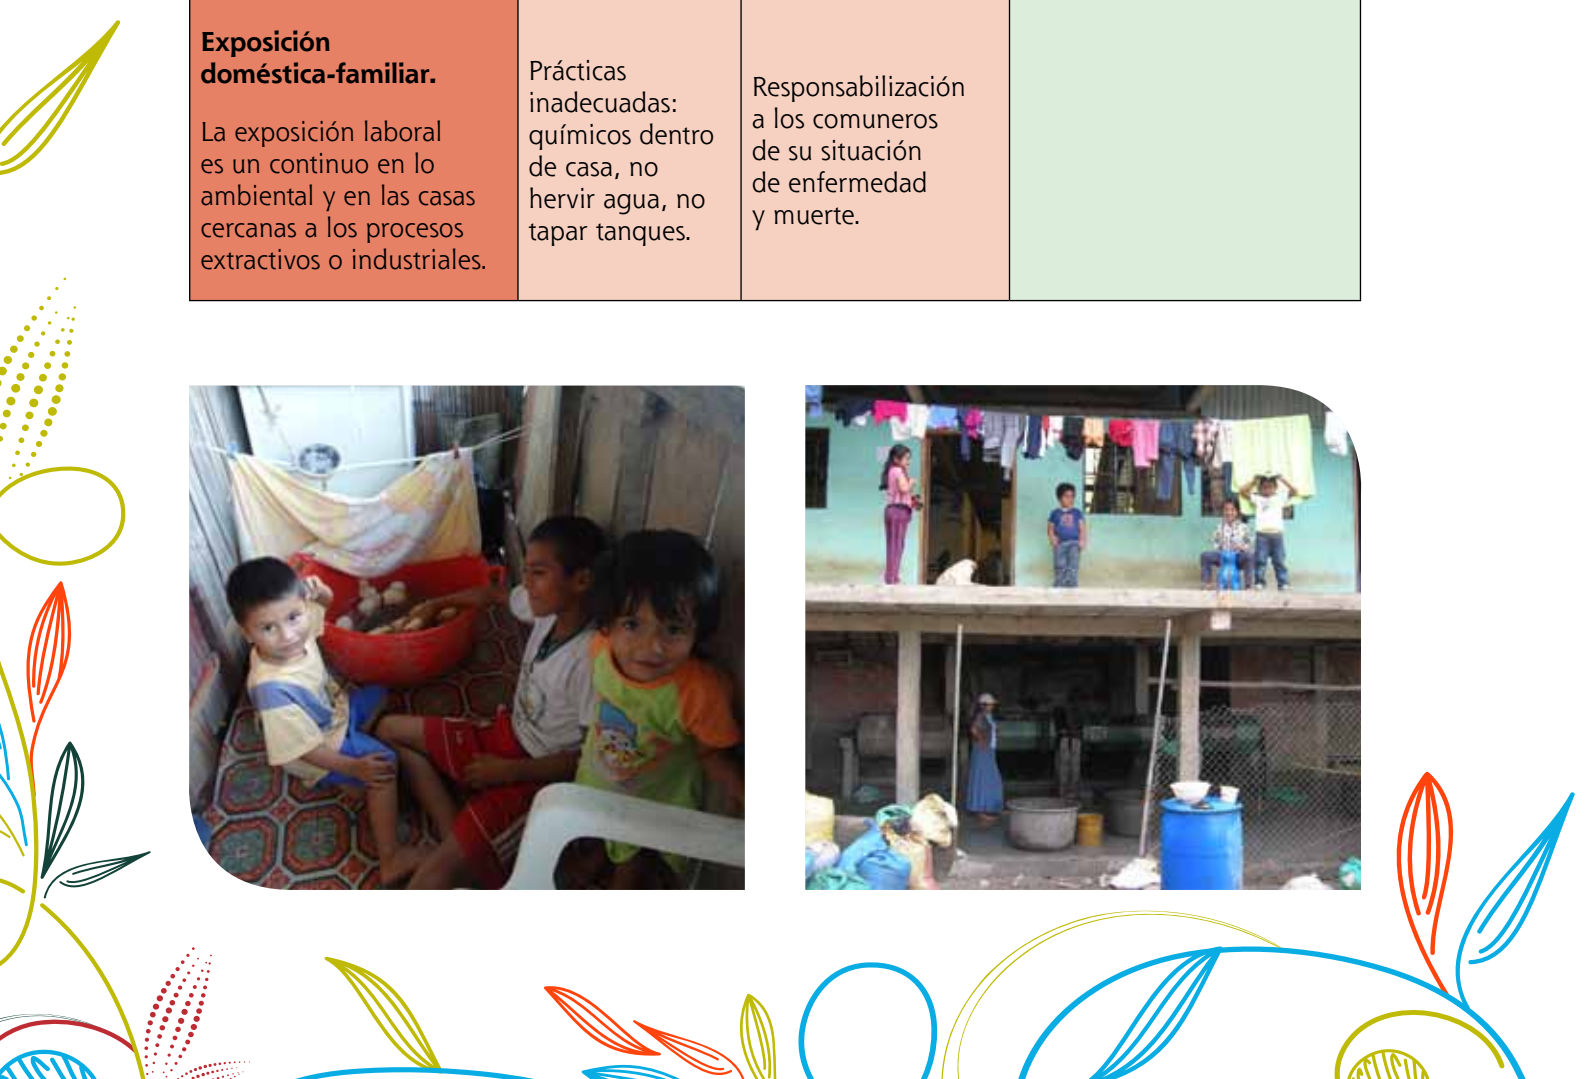 Exposición
doméstica-familiar.
La exposición laboral
es un continuo en lo
ambiental y en las casas
cercanas a los procesos
extractivos o industriales.
Prácticas
inadecuadas:
químicos dentro
de casa, no
hervir agua, no
tapar tanques.
Responsabilización
a los comuneros
de su situación
de enfermedad
y muerte.